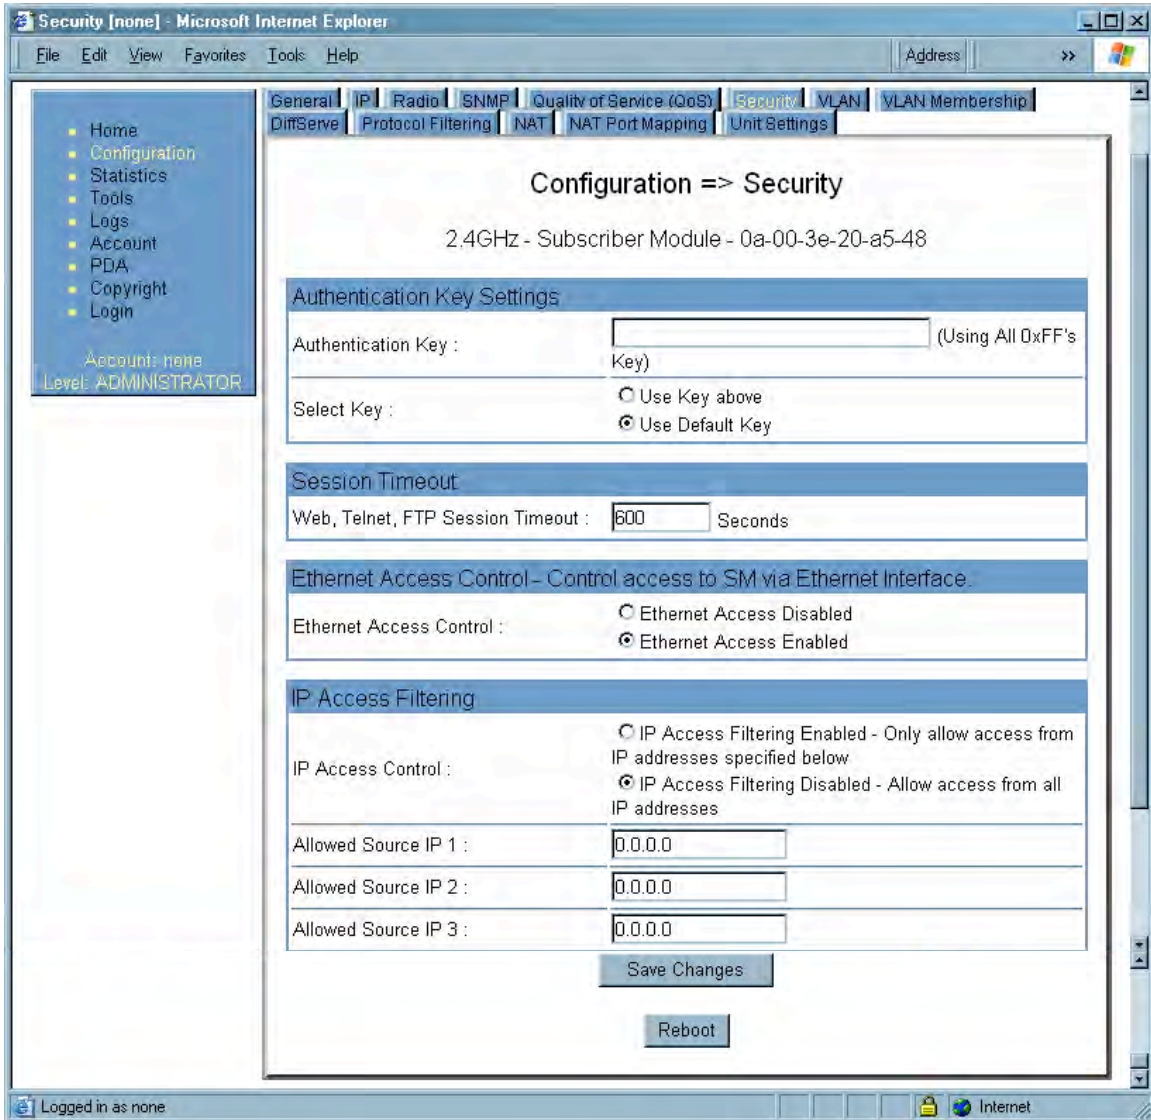 Security [none] - Microsoft Internet Explorer
File Edit View Favorites Tools Help
Address
»
General IP Radio SNMP Quality of Service (QoS) Security VLAN VLAN Membership
DiffServe Protocol Filtering NAT NAT Port Mapping Unit Settings
Home
Configuration
Statistics
Tools
Logs
Account
PDA
Copyright
Login
Account: none
Level: ADMINISTRATOR
Configuration => Security
2.4GHz - Subscriber Module - 0a-00-3e-20-a5-48
Authentication Key Settings
Authentication Key :
(Using All 0xFF's
Key)
Select Key :
Use Key above
Use Default Key
Session Timeout
Web, Telnet, FTP Session Timeout : 600 Seconds
Ethernet Access Control - Control access to SM via Ethernet Interface.
Ethernet Access Control :
Ethernet Access Disabled
Ethernet Access Enabled
IP Access Filtering
IP Access Control :
IP Access Filtering Enabled - Only allow access from
IP addresses specified below
IP Access Filtering Disabled - Allow access from all
IP addresses
Allowed Source IP 1 : 0.0.0.0
Allowed Source IP 2 : 0.0.0.0
Allowed Source IP 3 : 0.0.0.0
Save Changes
Reboot
Logged in as none
Internet